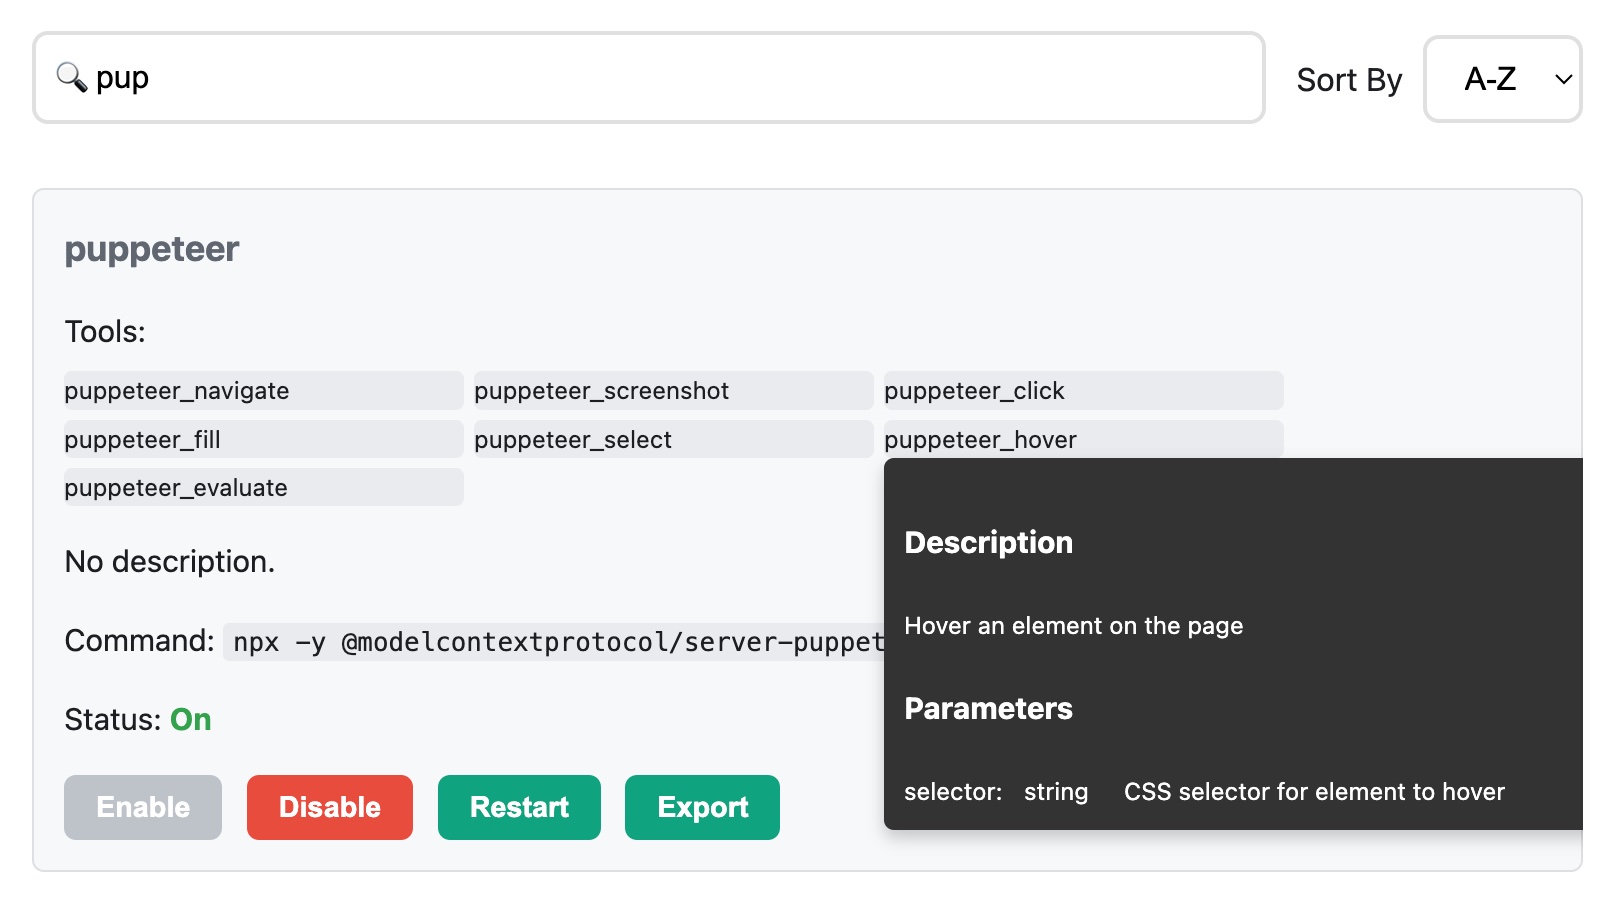 🔍 pup
Sort By
A-Z
puppeteer
Tools:
puppeteer_navigate puppeteer_screenshot puppeteer_click
puppeteer_fill puppeteer_select puppeteer_hover
puppeteer_evaluate
No description.
Command: npx -y @modelcontextprotocol/server-puppet
Status: On
Enable Disable Restart Export
Description
Hover an element on the page
Parameters
selector: string CSS selector for element to hover